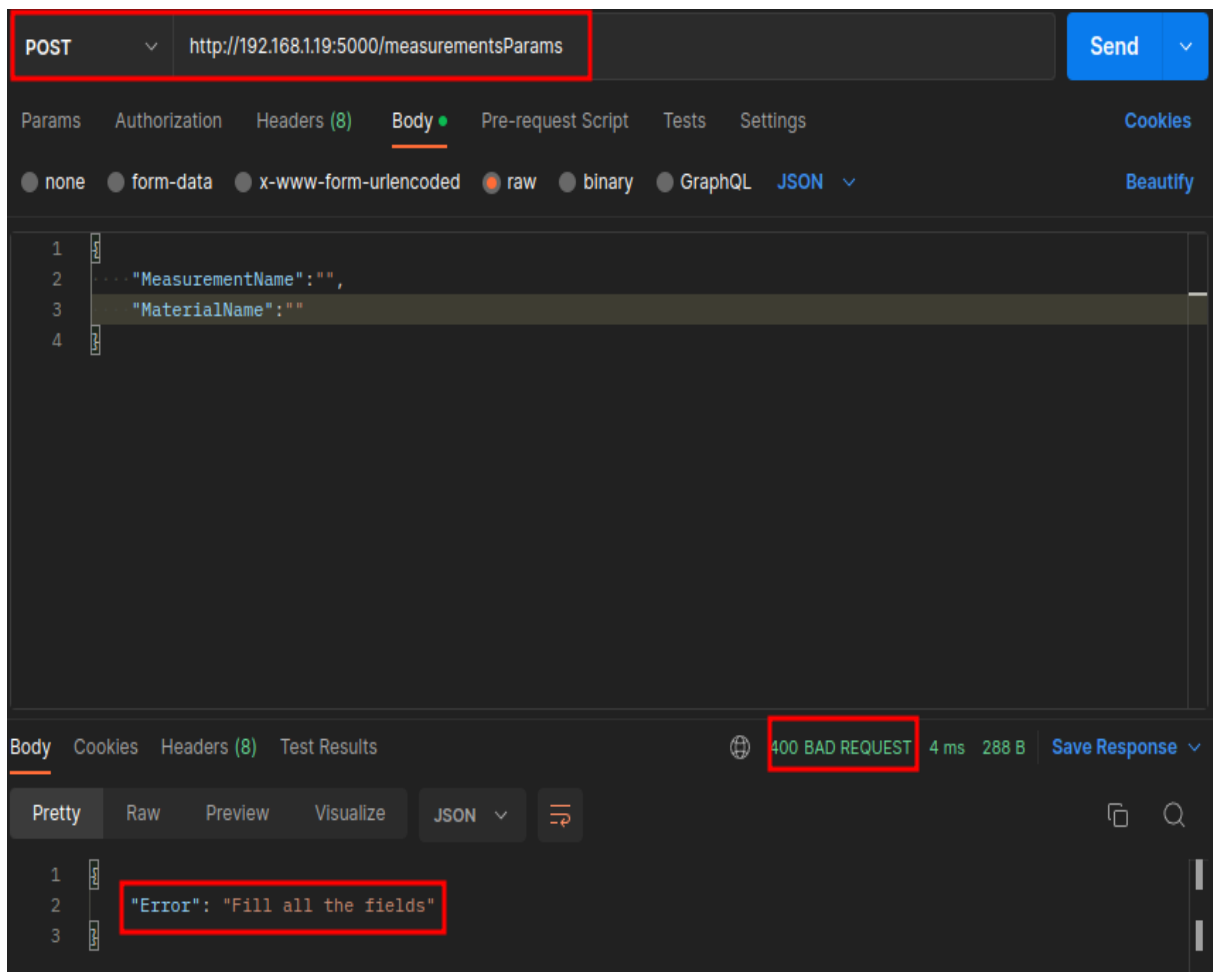 POST http://192.168.1.19:5000/measurementsParams Send
Params Authorization Headers (8) Body Pre-request Script Tests Settings Cookies
none form-data x-www-form-urlencoded raw binary GraphQL JSON Beautify
1 {
2 "MeasurementName":"",
3 "MaterialName":""
4 }
Body Cookies Headers (8) Test Results 400 BAD REQUEST 4 ms 288 B Save Response
Pretty Raw Preview Visualize JSON
1 {
2 "Error": "Fill all the fields"
3 }